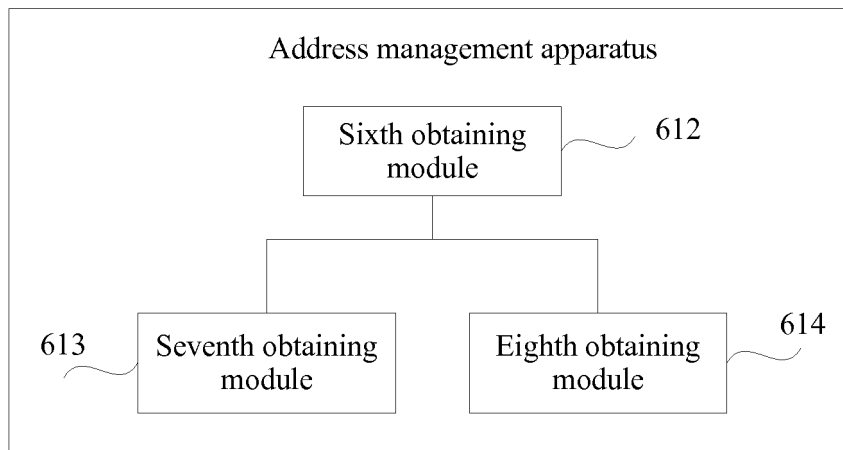 Address management apparatus
Sixth obtaining
module
612
613
Seventh obtaining
module
Eighth obtaining
module
614